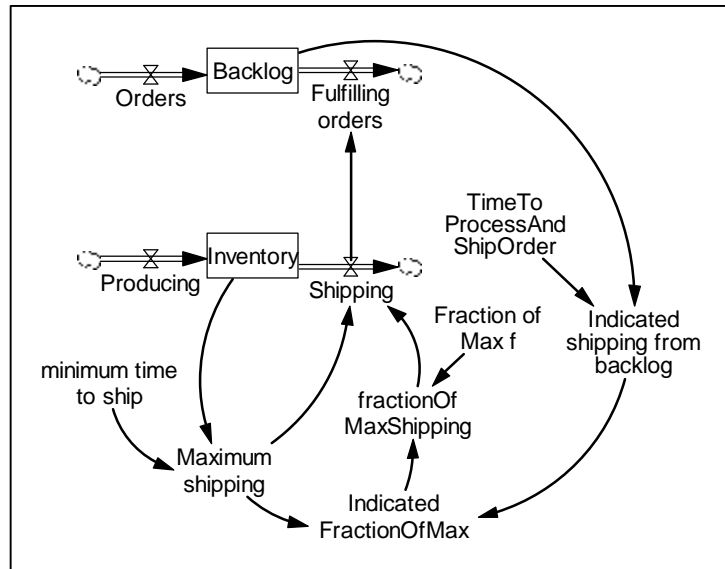 Backlog
Orders
Fulfilling
orders
TimeTo
ProcessAnd
ShipOrder
Inventory
Producing
Shipping
Fraction of
Max f
Indicated
shipping from
backlog
minimum time
to ship
fractionOf
MaxShipping
Maximum
shipping
Indicated
FractionOfMax